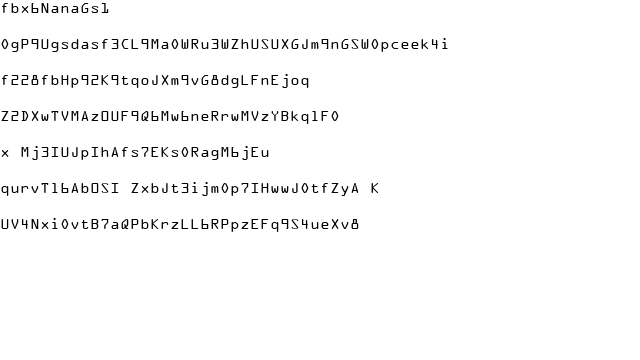 fbx6NanaGs1
0gP9Ugsdasf3CL9Ma0WRu3WZhUSUXGJm9nGSW0pceek4i
f228fbHp92K9tqoJXm9vG8dgLFnEjoq
Z2DXwTVMAzOUF9Q6Mw6neRrwMVzYBkq1F0
x Mj3IUJpIhAfs7EKs0RagM6jEu
qurvT16AbOSI ZxbJt3ijm0p7IHwwJ0tfZyA K
UV4Nxi0vtB7aQPbKrzLL6RPpzEFq9S4ueXv8